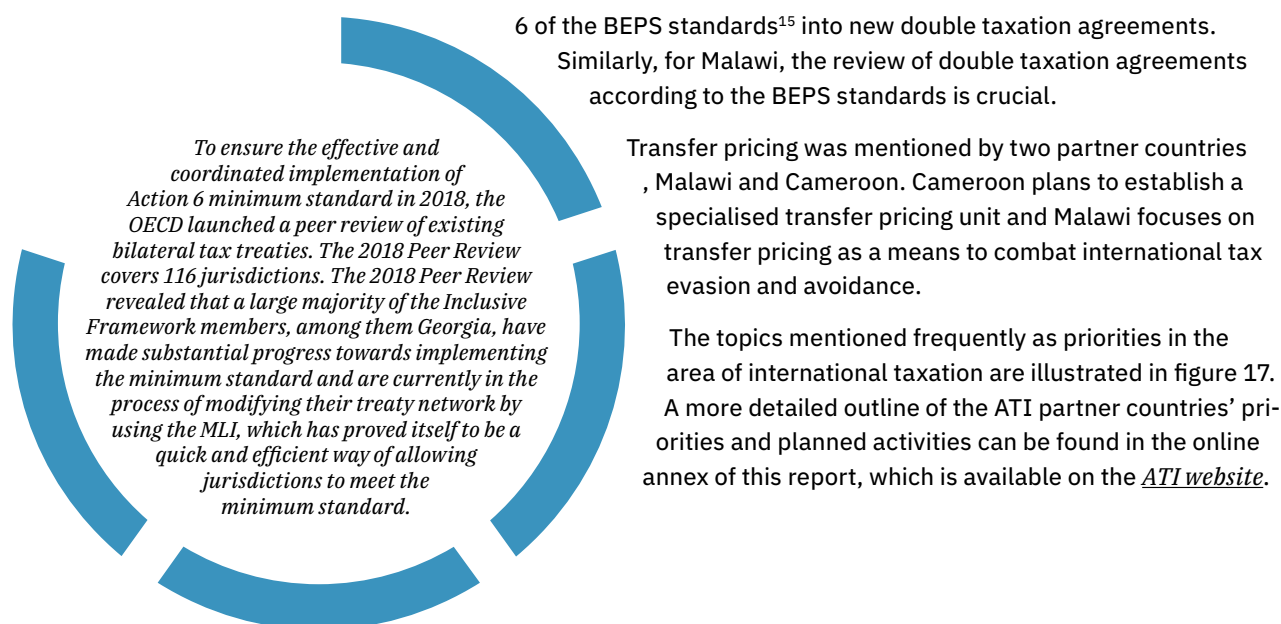 6 of the BEPS standards15 into new double taxation agreements.
Similarly, for Malawi, the review of double taxation agreements
according to the BEPS standards is crucial.
Transfer pricing was mentioned by two partner countries
, Malawi and Cameroon. Cameroon plans to establish a
specialised transfer pricing unit and Malawi focuses on
transfer pricing as a means to combat international tax
evasion and avoidance.
The topics mentioned frequently as priorities in the
area of international taxation are illustrated in figure 17.
A more detailed outline of the ATI partner countries’ pri-
orities and planned activities can be found in the online
annex of this report, which is available on the ATI website.
To ensure the effective and
coordinated implementation of
Action 6 minimum standard in 2018, the
OECD launched a peer review of existing
bilateral tax treaties. The 2018 Peer Review
covers 116 jurisdictions. The 2018 Peer Review
revealed that a large majority of the Inclusive
Framework members, among them Georgia, have
made substantial progress towards implementing
the minimum standard and are currently in the
process of modifying their treaty network by
using the MLI, which has proved itself to be a
quick and efficient way of allowing
jurisdictions to meet the
minimum standard.